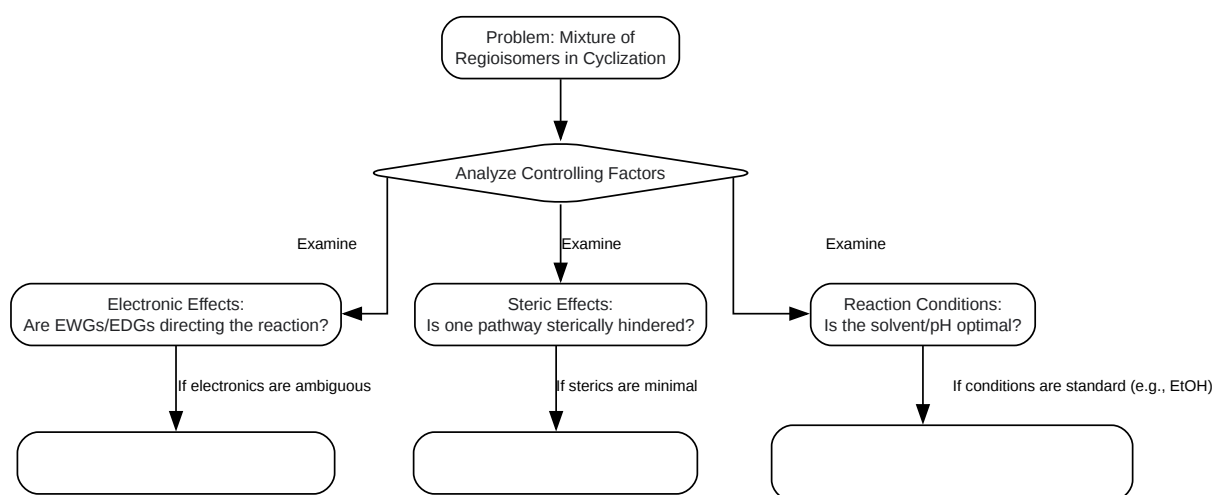 Problem: Mixture of
Regioisomers in Cyclization
Analyze Controlling Factors
Examine
Examine
Examine
Electronic Effects:
Are EWGs/EDGs directing the reaction?
Steric Effects:
Is one pathway sterically hindered?
Reaction Conditions:
Is the solvent/pH optimal?
If electronics are ambiguous
If sterics are minimal
If conditions are standard (e.g., EtOH)